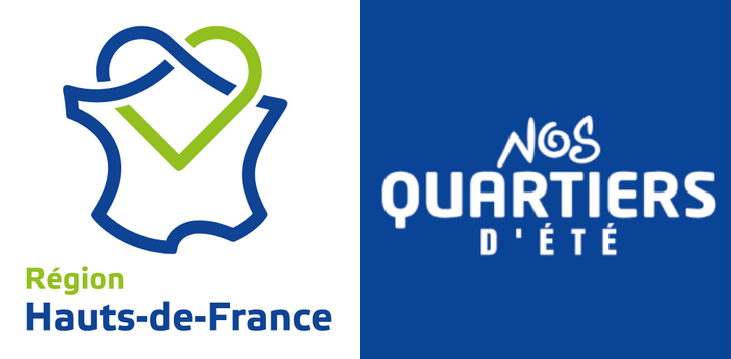 Région
Hauts-de-France
NOS
QUARTIERS
D'ÉTÉ